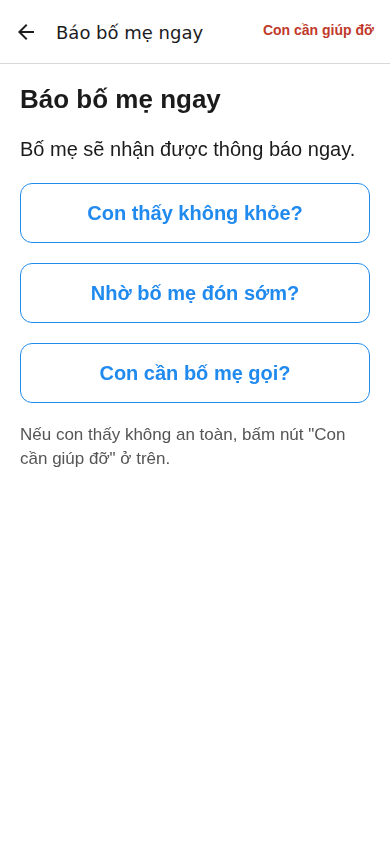 Báo bố mẹ ngay
Con cần giúp đỡ
Báo bố mẹ ngay
Bố mẹ sẽ nhận được thông báo ngay.
Con thấy không khỏe?
Nhờ bố mẹ đón sớm?
Con cần bố mẹ gọi?
Nếu con thấy không an toàn, bấm nút "Con
cần giúp đỡ" ở trên.